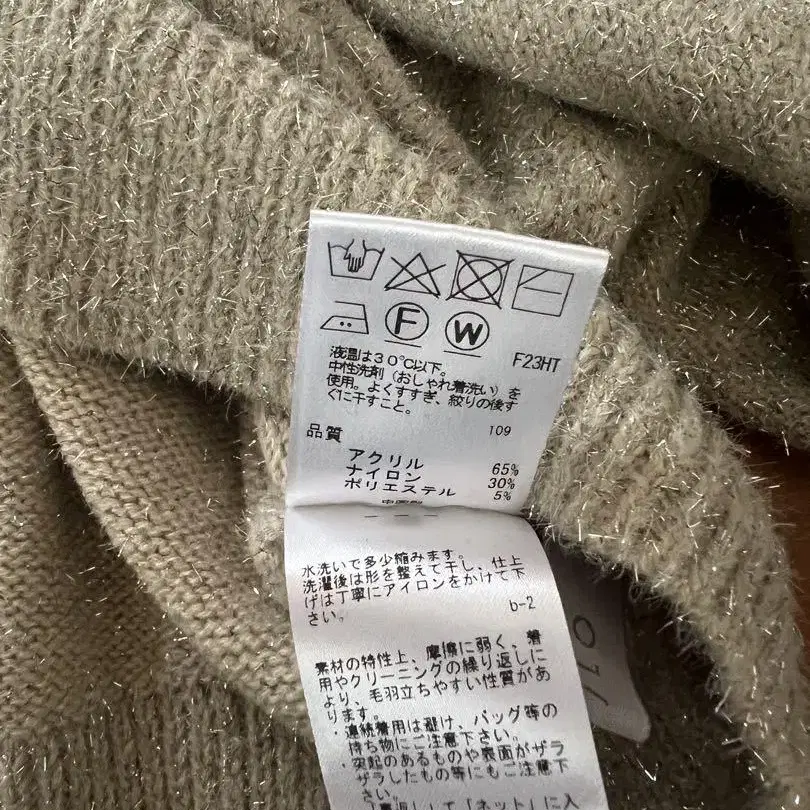 F
W
F23HT
液温は30℃以下。
中性洗剤（おしゃれ着洗い）を
使用。よくすすぎ、絞りの後す
ぐに干すこと。
品質
109
アクリル 65%
ナイロン 30%
ポリエステル 5%
水洗いで多少縮みます。
洗濯後は形を整えて干し、仕上
げは丁寧にアイロンをかけて下
さい。
b-2
素材の特性上、摩擦に弱く、着
用やクリーニングの繰り返しに
より、毛羽立ちやすい性質があ
ります。
・連続着用は避け、バッグ等の
持ち物にご注意下さい。
・突起のあるものや表面がザラ
ザラしたもの等にもご注意下
さい。
して「ネット」に入